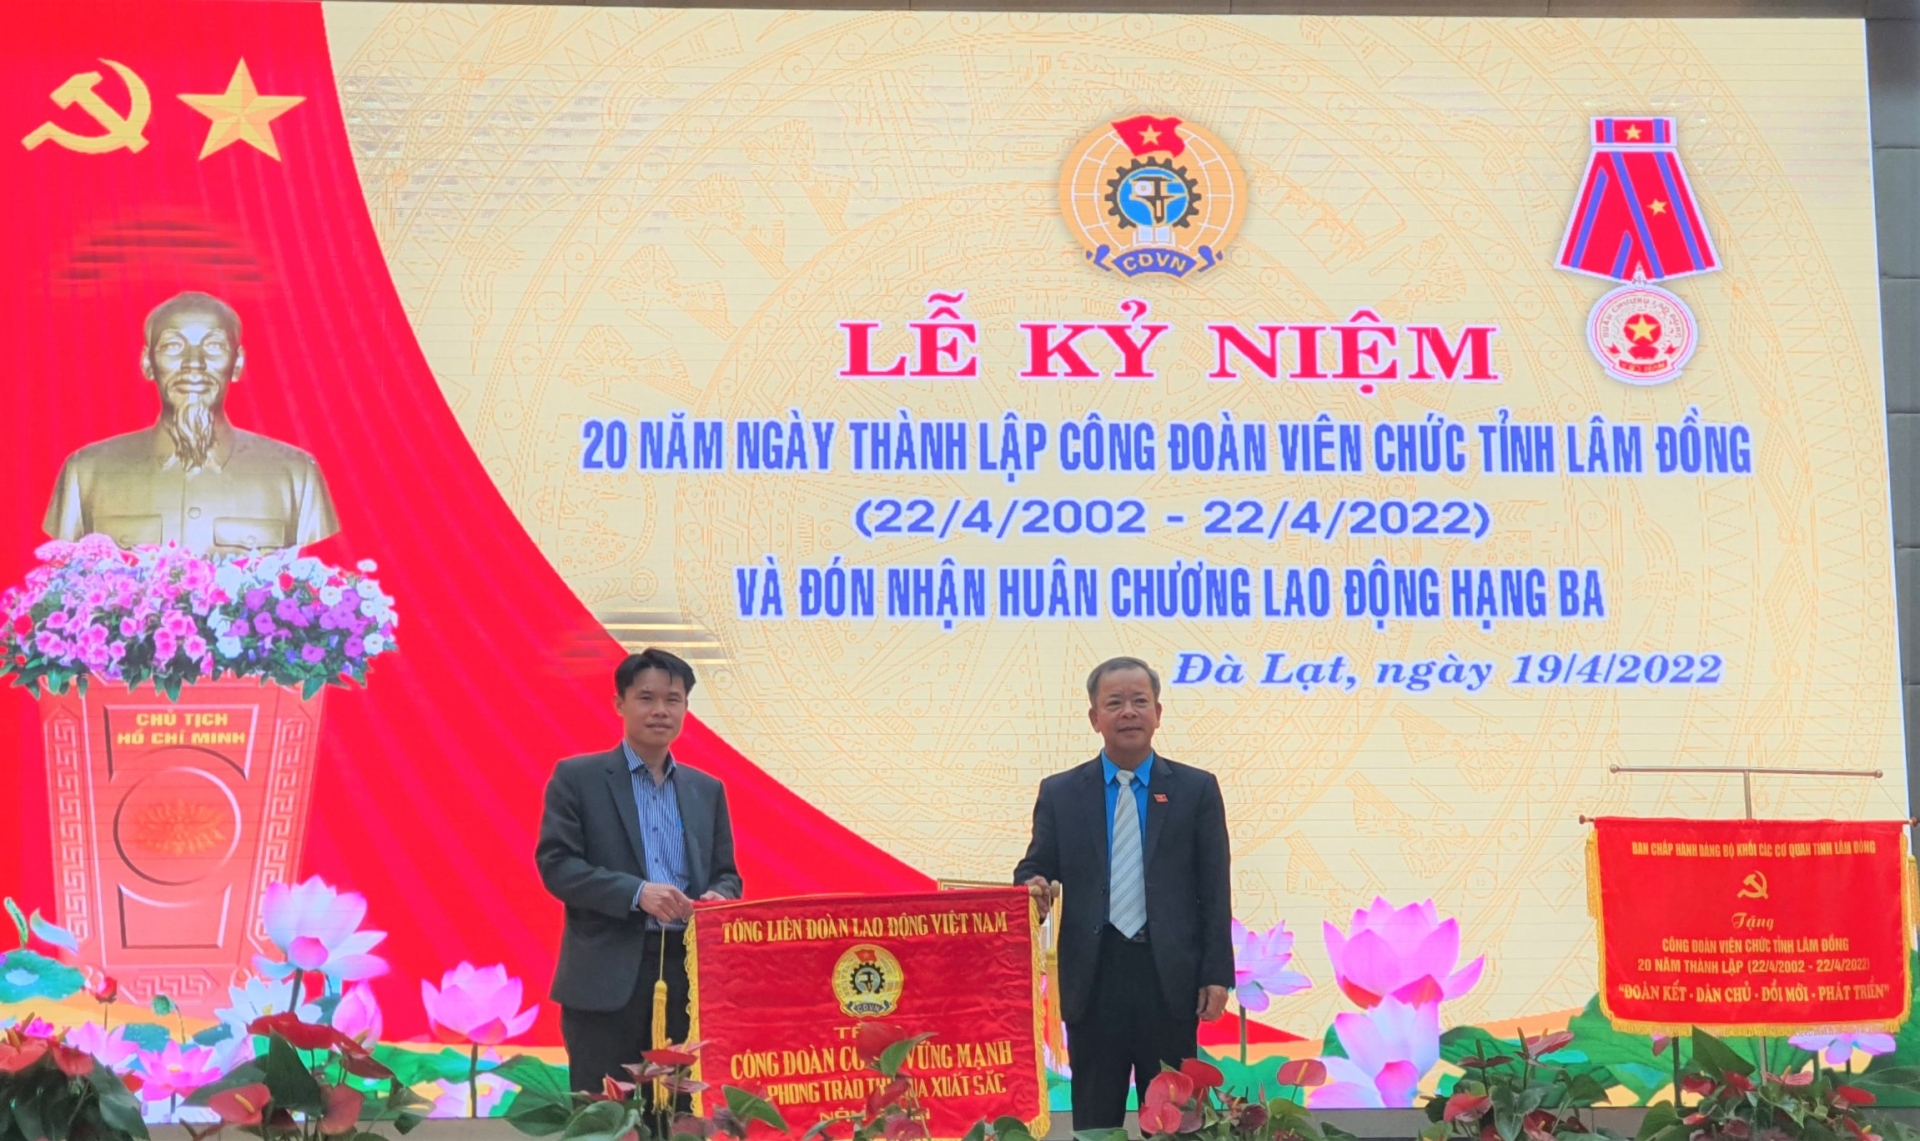 CĐVN
LỄ KỶ NIỆM
20 NĂM NGÀY THÀNH LẬP CÔNG ĐOÀN VIÊN CHỨC TỈNH LÂM ĐỒNG
(22/4/2002 - 22/4/2022)
VÀ ĐÓN NHẬN HUÂN CHƯƠNG LAO ĐỘNG HẠNG BA
Đà Lạt, ngày 19/4/2022
CHỦ TỊCH
HỒ CHÍ MINH
TỔNG LIÊN ĐOÀN LAO ĐỘNG VIỆT NAM
CĐVN
CÔNG ĐOÀN VỮNG MẠNH
PHONG TRÀO XUẤT SẮC
BAN CHẤP HÀNH ĐẢNG BỘ KHỐI CÁC CƠ QUAN TỈNH LÂM ĐỒNG
Tặng
CÔNG ĐOÀN VIÊN CHỨC TỈNH LÂM ĐỒNG
20 NĂM THÀNH LẬP (22/4/2002 - 22/4/2022)
"ĐOÀN KẾT - DÂN CHỦ - ĐỔI MỚI - PHÁT TRIỂN"